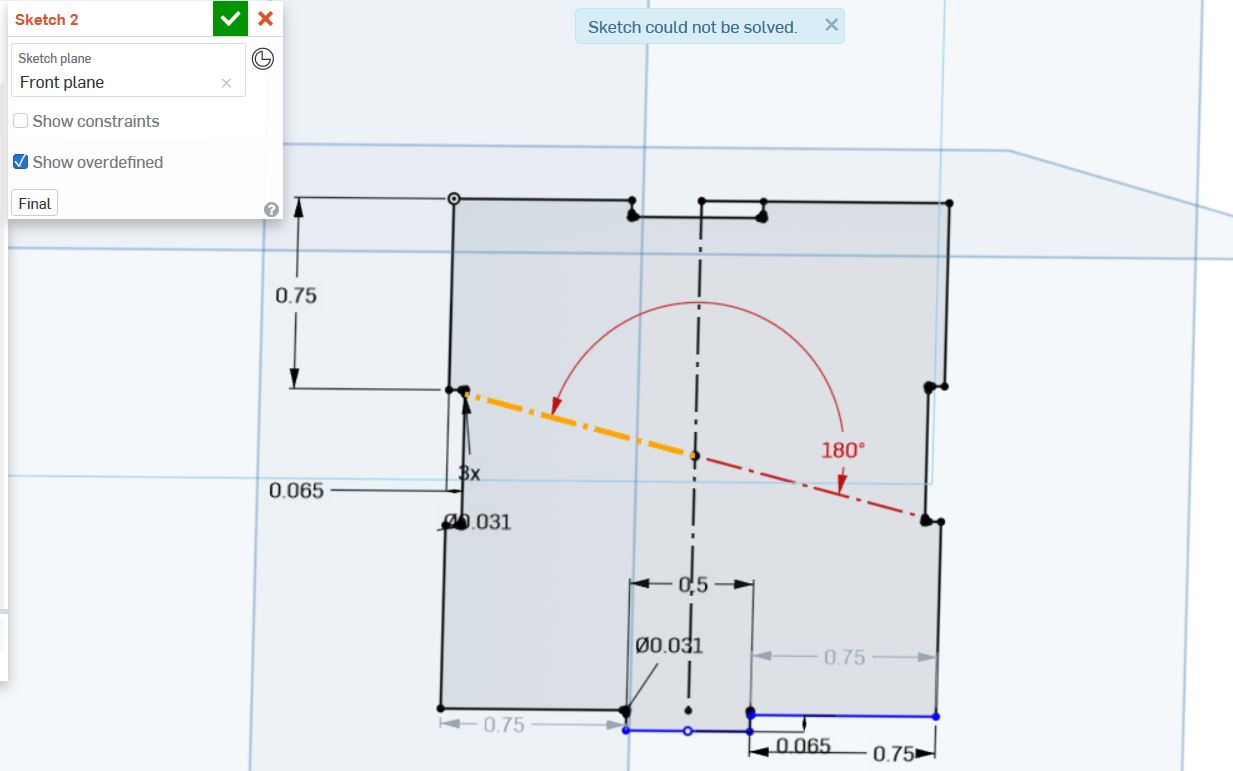 Sketch 2
Sketch could not be solved.
Sketch plane
Front plane
Show constraints
Show overdefined
Final
0.75
180°
3x
0.065
Ø0.031
0.5
Ø0.031
0.75
0.75
0.065
0.75